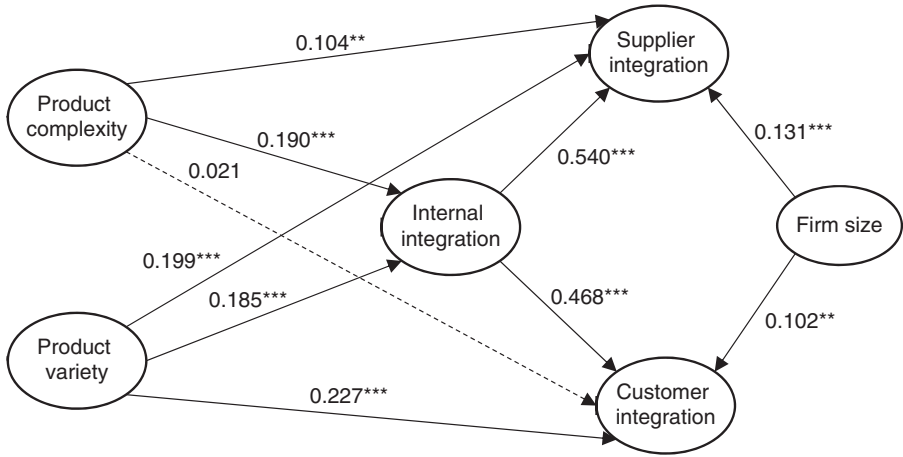 Supplier
integration
0.104**
Product
complexity
0.190***
0.131***
0.021
0.540***
Internal
integration
Firm size
0.199***
0.185***
0.468***
0.102**
Product
variety
0.227***
Customer
integration